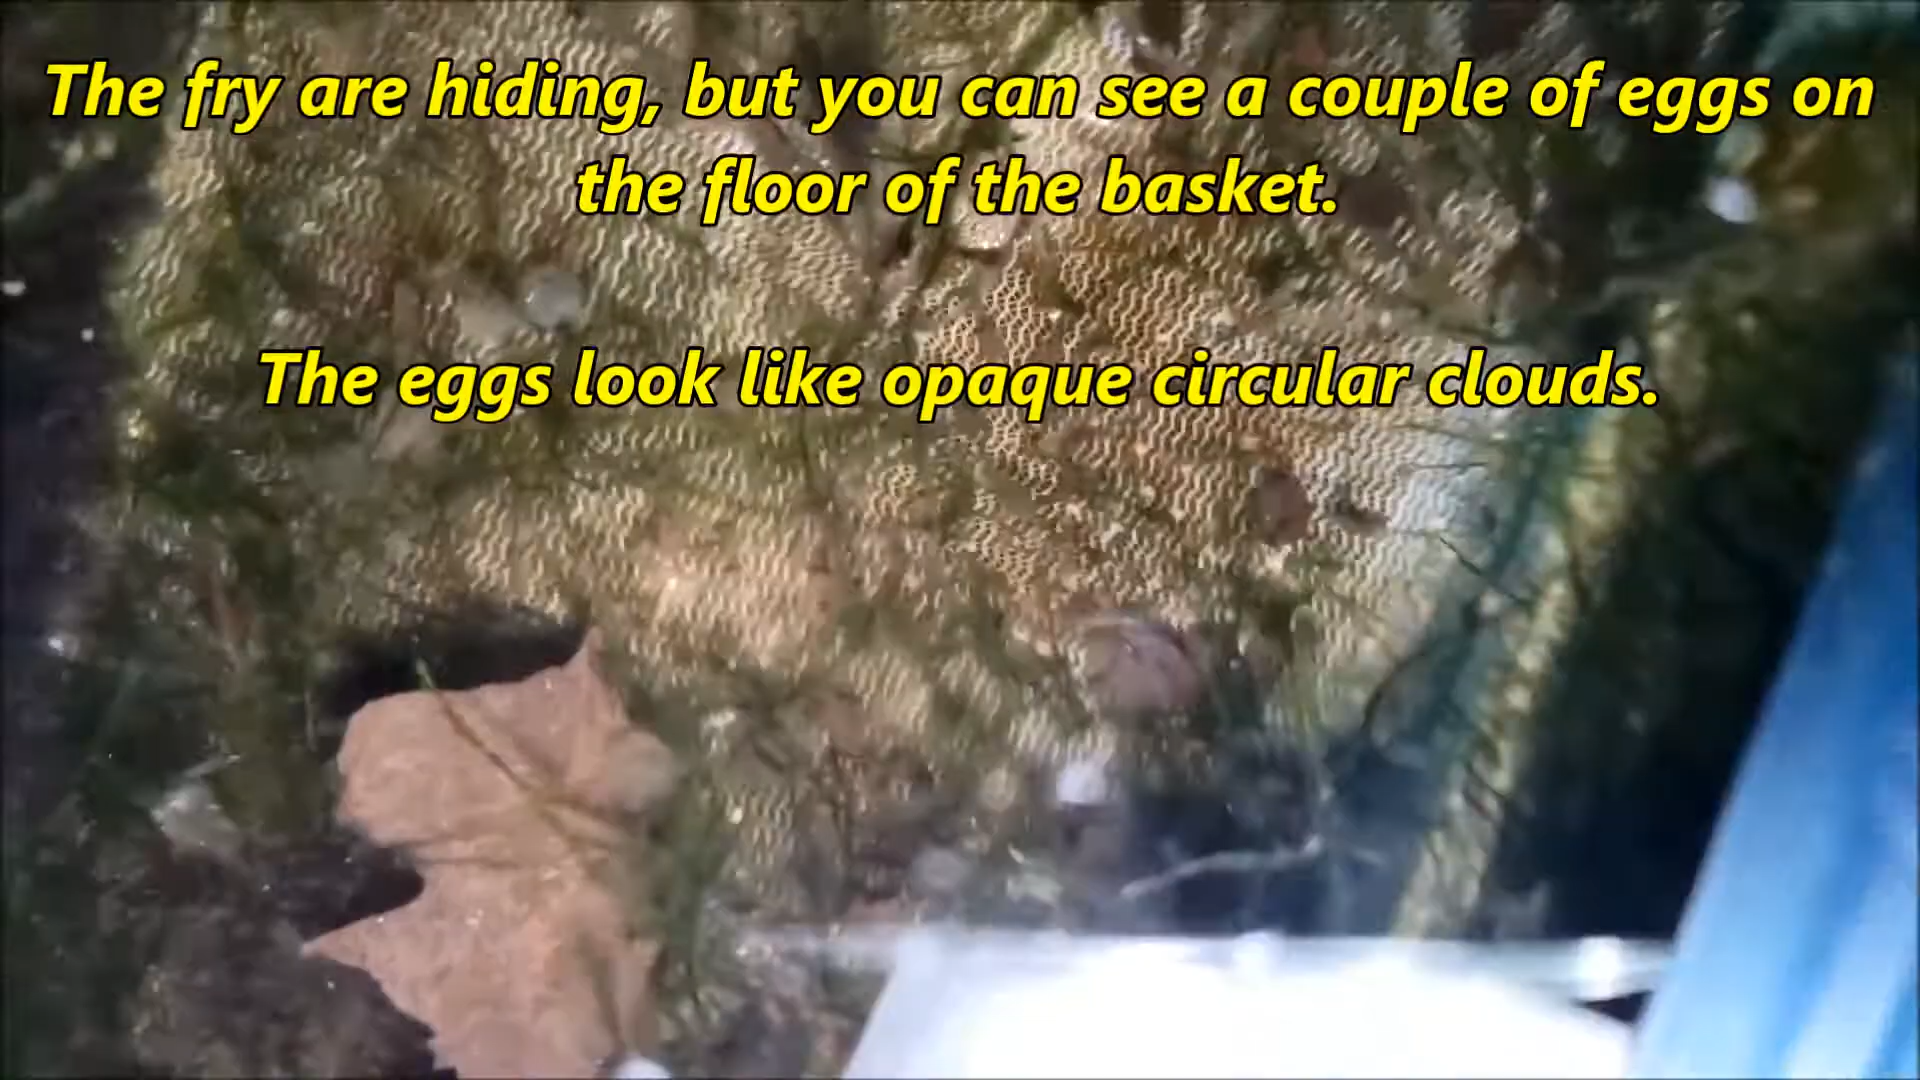 The fry are hiding, but you can see a couple of eggs on
the floor of the basket.
The eggs look like opaque circular clouds.